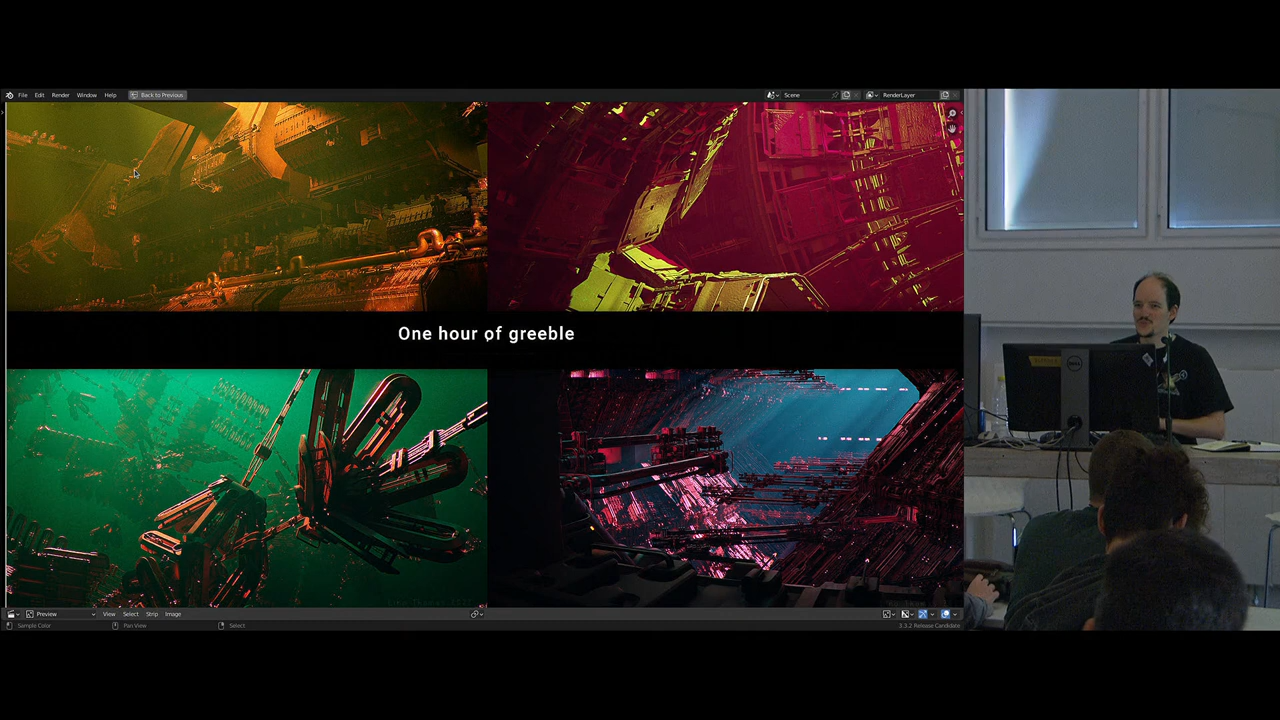 File Edit Render Window Help Back to Previous Scene RenderLayer
One hour of greeble
Preview View Select Strip Image
Sample Color Pan View Select 3.3.2 Release Candidate
DELL